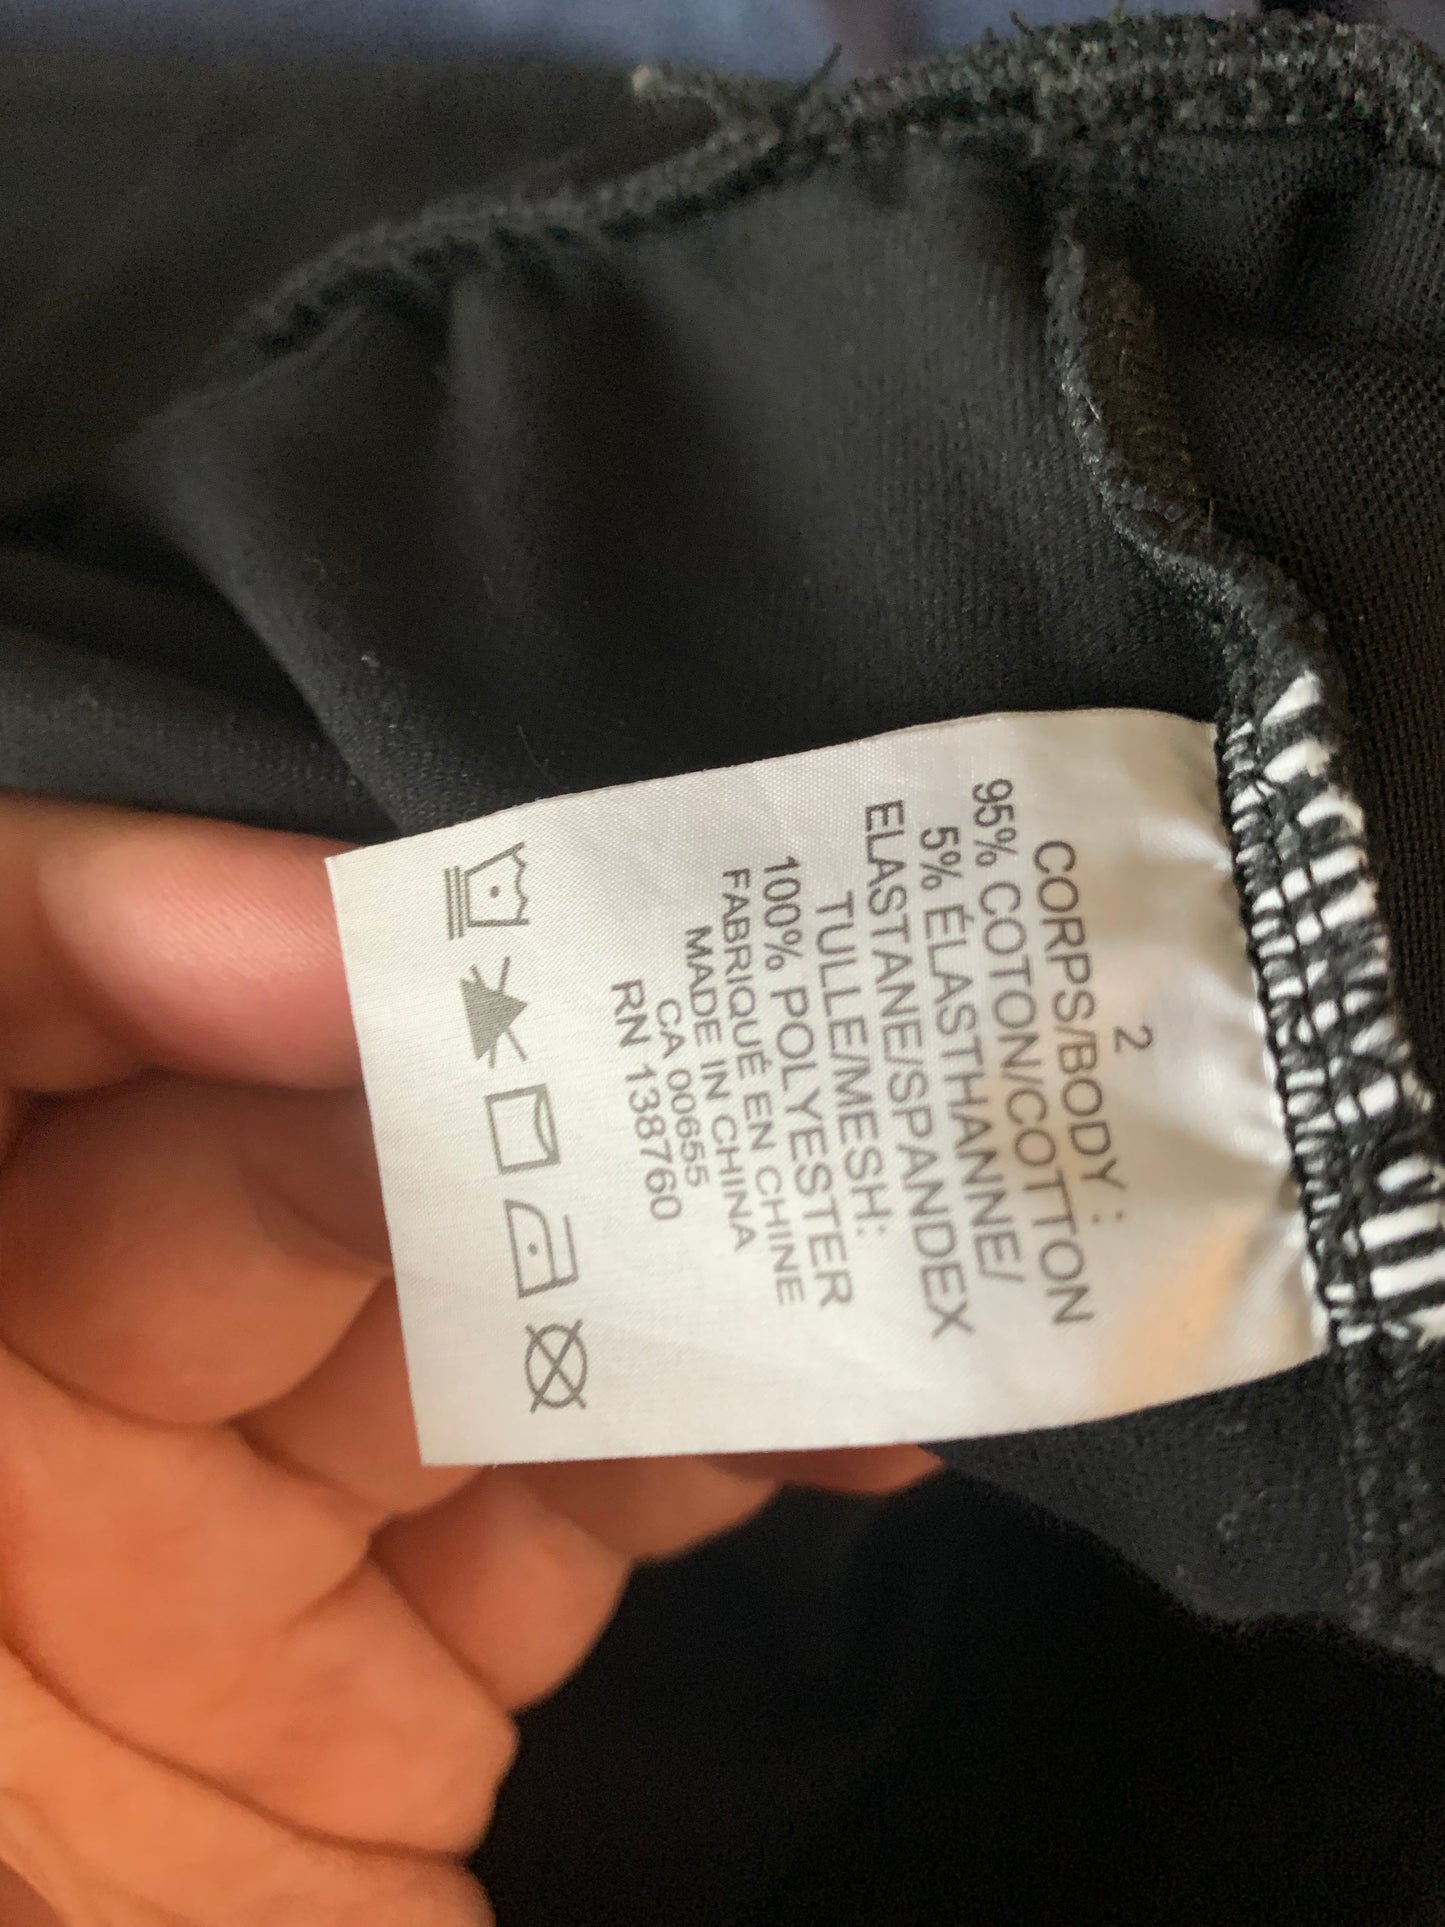 2
CORPS/BODY :
95% COTON/COTTON
5% ÉLASTHANNE/
ELASTANE/SPANDEX
TULLE/MESH:
100% POLYESTER
FABRIQUÉ EN CHINE
MADE IN CHINA
CA 00655
RN 138760